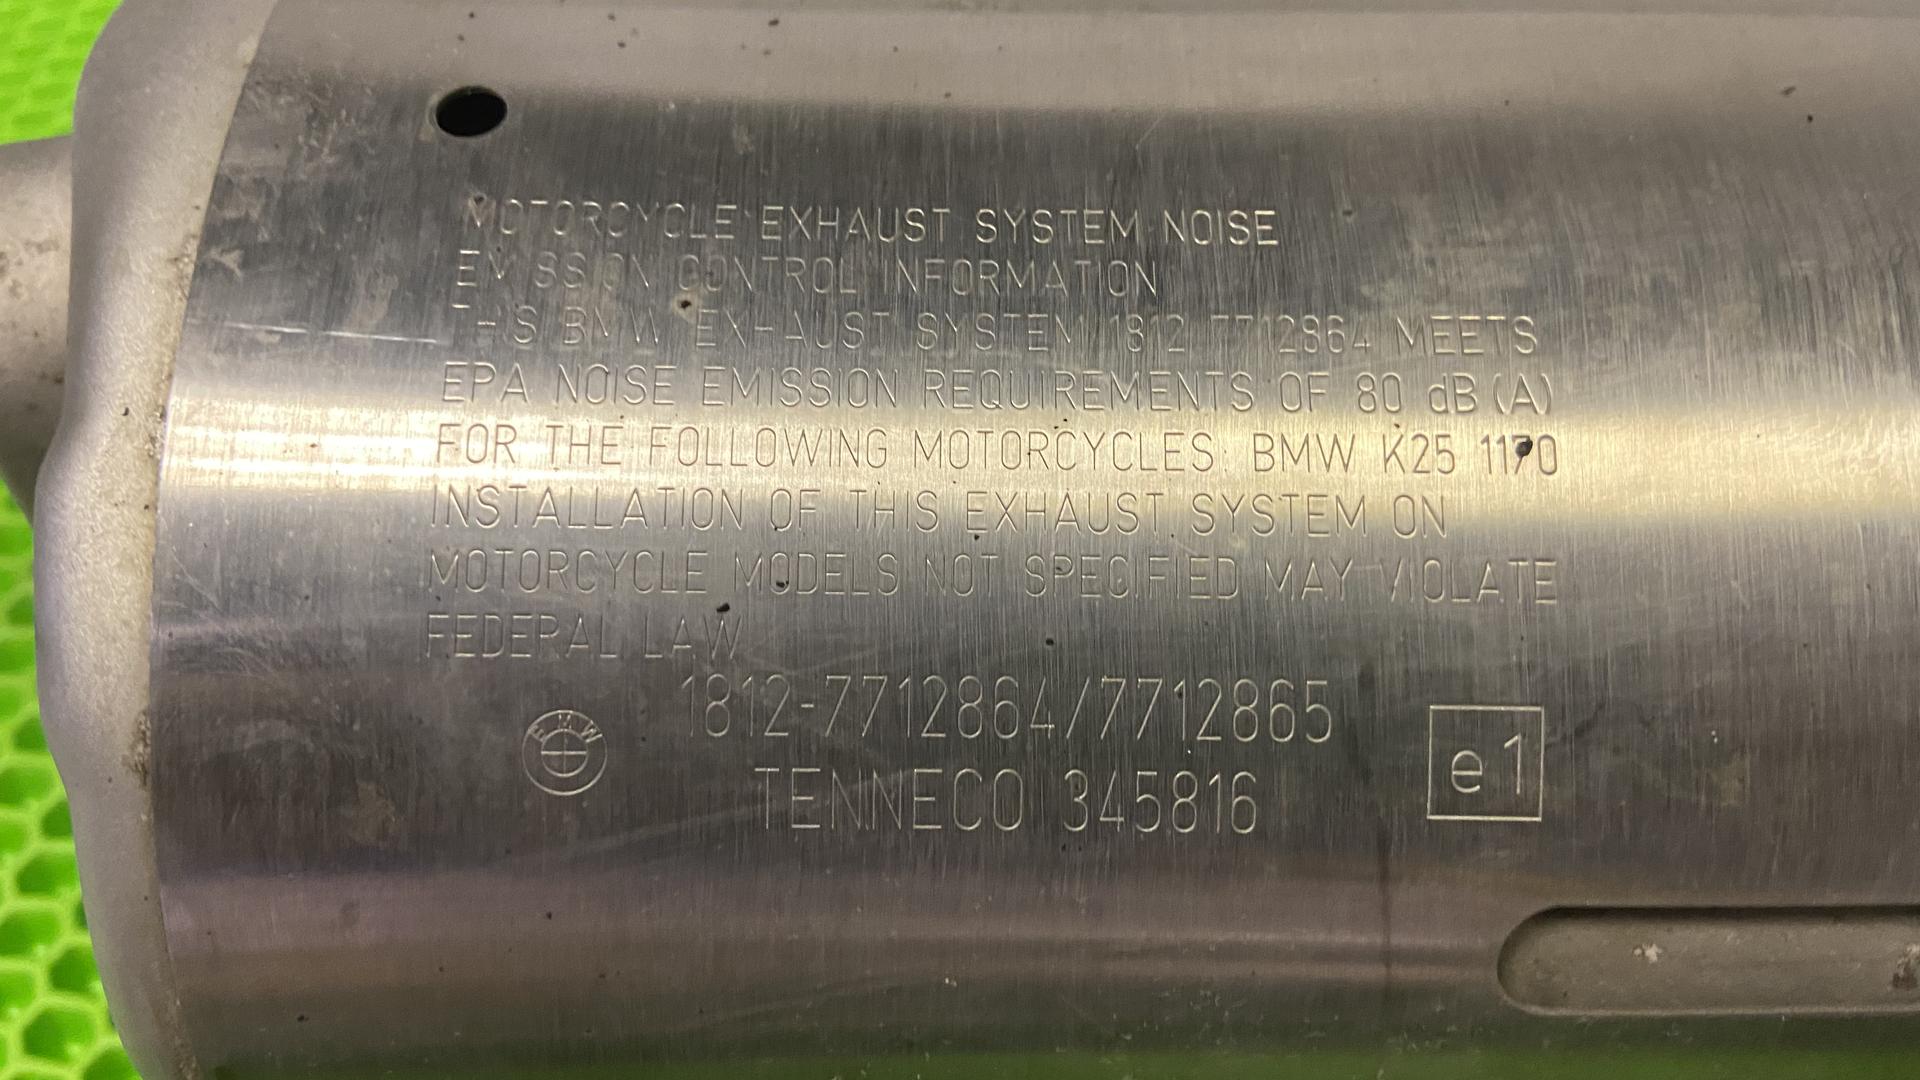 MOTORCYCLE EXHAUST SYSTEM NOISE
EMISSION CONTROL INFORMATION
THIS BMW EXHAUST SYSTEM 1812 7712864 MEETS
EPA NOISE EMISSION REQUIREMENTS OF 80 dB (A)
FOR THE FOLLOWING MOTORCYCLES: BMW K25 1170
INSTALLATION OF THIS EXHAUST SYSTEM ON
MOTORCYCLE MODELS NOT SPECIFIED MAY VIOLATE
FEDERAL LAW
1812-7712864/7712865
BMW
TENNECO 345816
e1